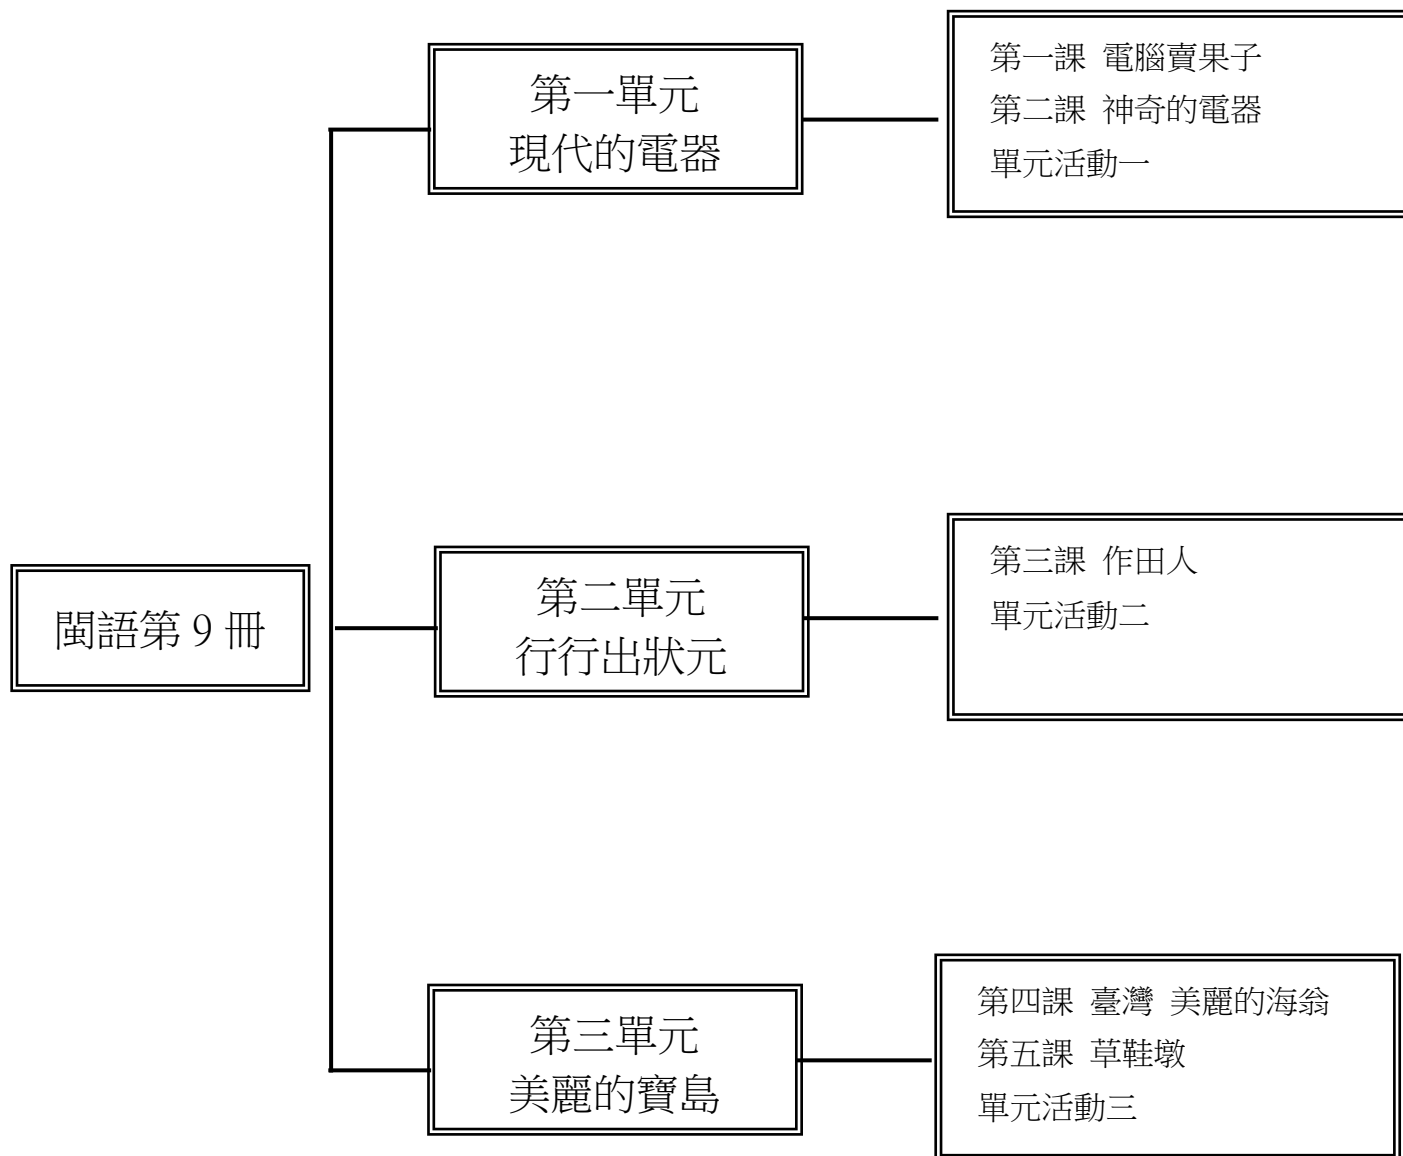 閩語第 9 冊
第一單元
現代的電器
第一課 電腦賣果子
第二課 神奇的電器
單元活動一
第二單元
行行出狀元
第三課 作田人
單元活動二
第三單元
美麗的寶島
第四課 臺灣 美麗的海翁
第五課 草鞋墩
單元活動三